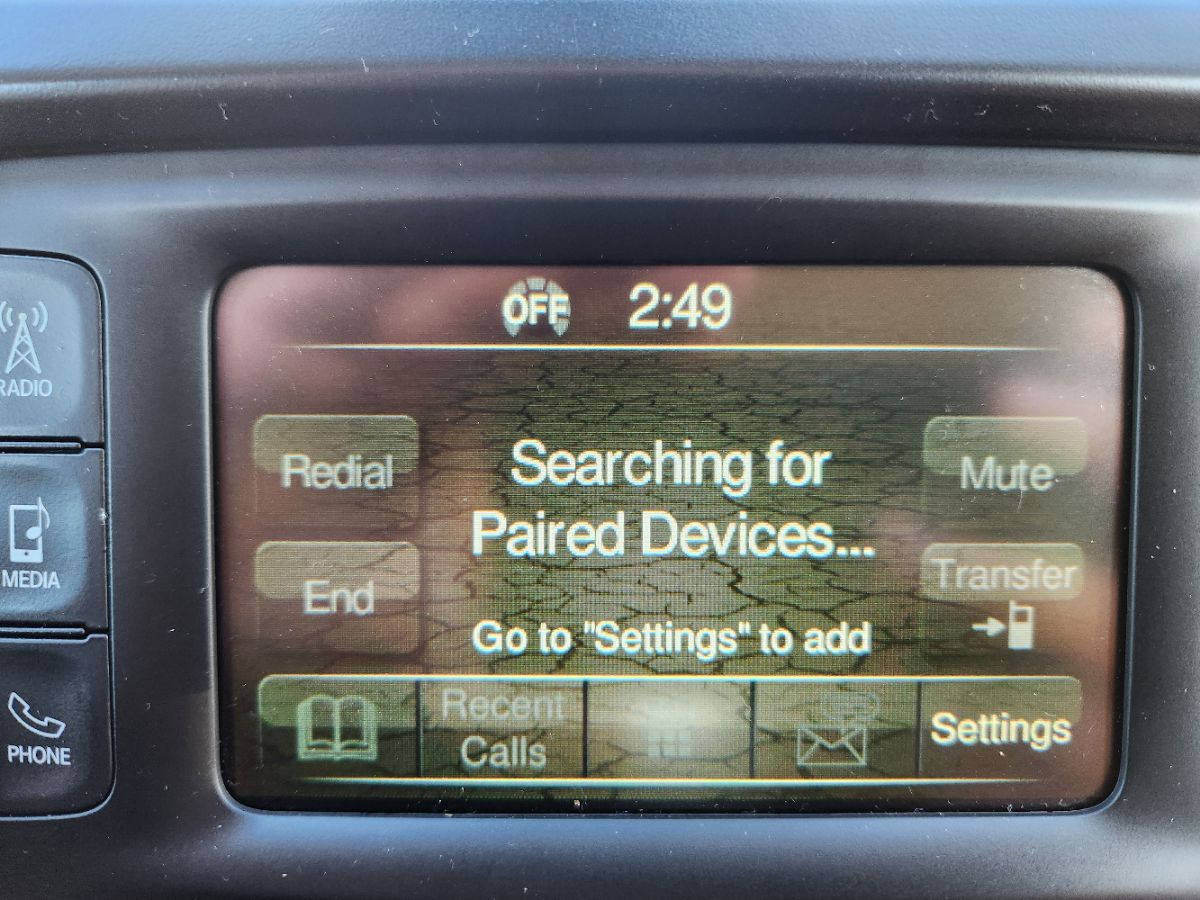 OFF 2:49
RADIO
Redial
Searching for
Mute
MEDIA
Paired Devices...
End
Transfer
Go to "Settings" to add
PHONE
Recent
Calls
Settings